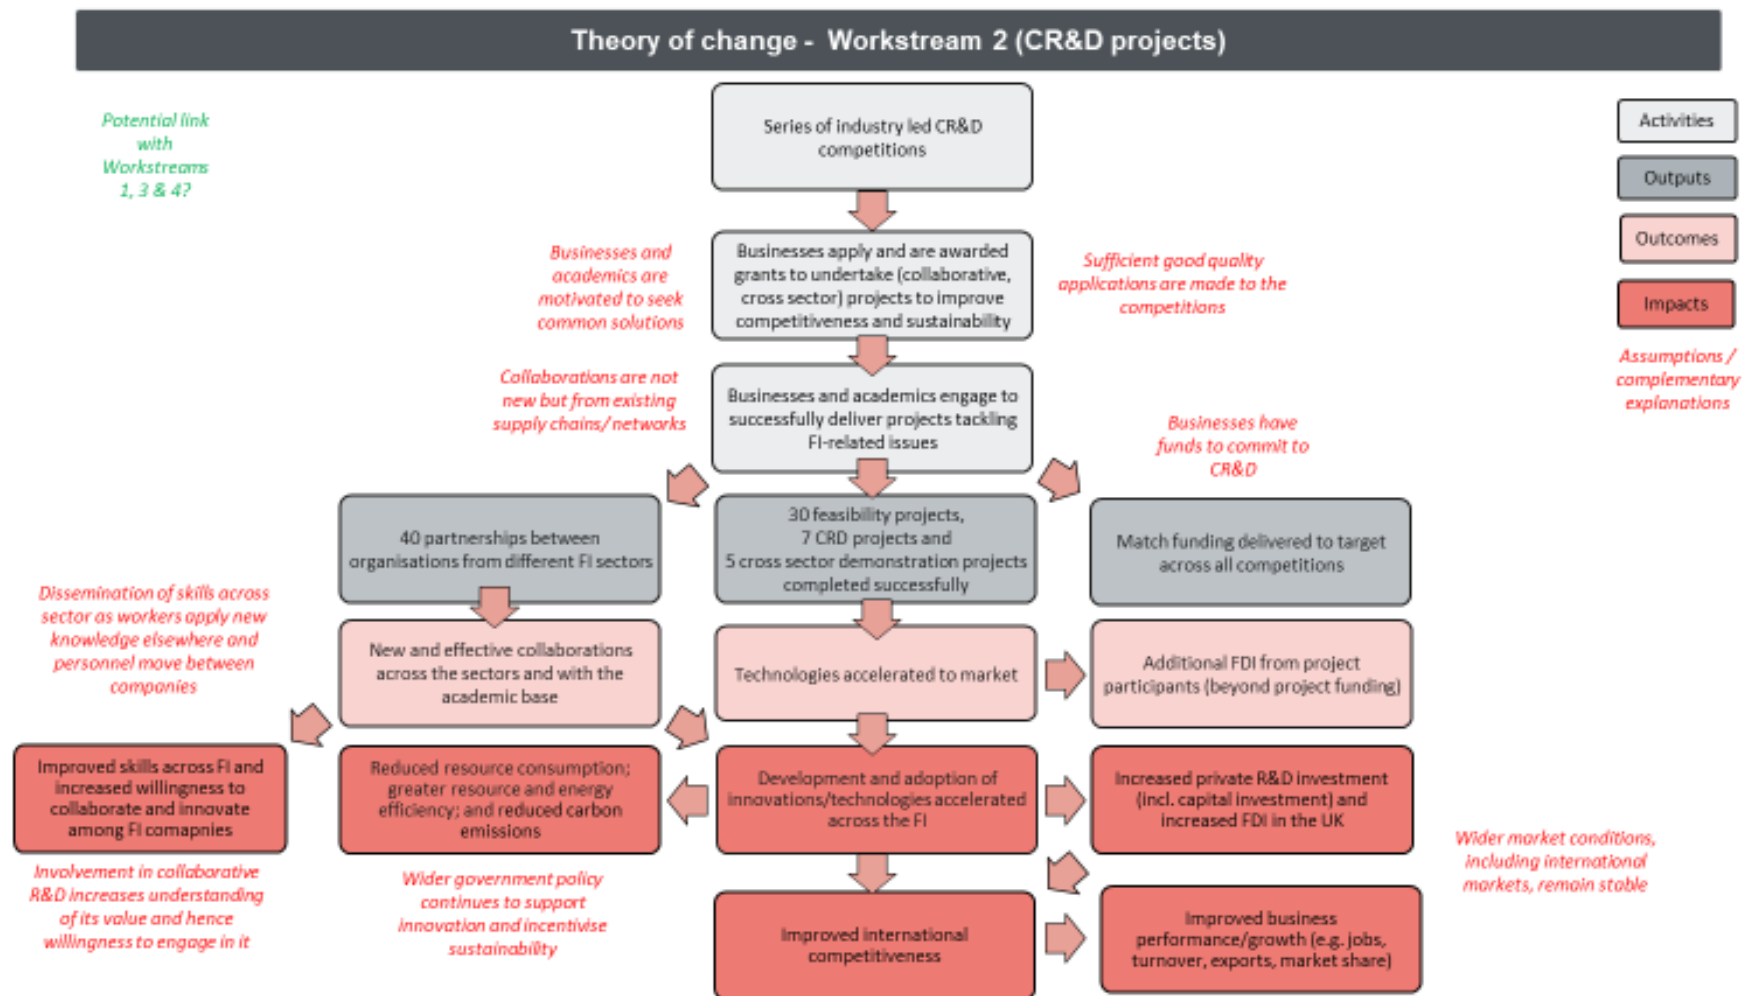 Theory of change - Workstream 2 (CR&D projects)
Potential link
with
Workstreams
1, 3 & 4?
Series of industry led CR&D
competitions
Activities
Outputs
Outcomes
Impacts
Assumptions /
complementary
explanations
Businesses and
academics are
motivated to seek
common solutions
Businesses apply and are awarded
grants to undertake (collaborative,
cross sector) projects to improve
competitiveness and sustainability
Sufficient good quality
applications are made to the
competitions
Collaborations are not
new but from existing
supply chains/ networks
Businesses and academics engage to
successfully deliver projects tackling
FI-related issues
Businesses have
funds to commit to
CR&D
40 partnerships between
organisations from different FI sectors
30 feasibility projects,
7 CRD projects and
5 cross sector demonstration projects
completed successfully
Match funding delivered to target
across all competitions
Dissemination of skills across
sector as workers apply new
knowledge elsewhere and
personnel move between
companies
New and effective collaborations
across the sectors and with the
academic base
Technologies accelerated to market
Additional FDI from project
participants (beyond project funding)
Improved skills across FI and
increased willingness to
collaborate and innovate
among FI comapnies
Reduced resource consumption;
greater resource and energy
efficiency; and reduced carbon
emissions
Development and adoption of
innovations/technologies accelerated
across the FI
Increased private R&D investment
(incl. capital investment) and
increased FDI in the UK
Wider market conditions,
including international
markets, remain stable
Involvement in collaborative
R&D increases understanding
of its value and hence
willingness to engage in it
Wider government policy
continues to support
innovation and incentivise
sustainability
Improved international
competitiveness
Improved business
performance/growth (e.g. jobs,
turnover, exports, market share)